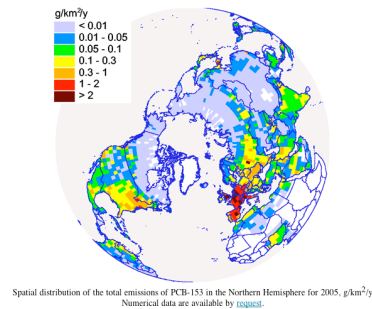 g/km²/y
< 0.01
0.01 - 0.05
0.05 - 0.1
0.1 - 0.3
0.3 - 1
1 - 2
> 2
Spatial distribution of the total emissions of PCB-153 in the Northern Hemisphere for 2005, g/km²/y
Numerical data are available by request.